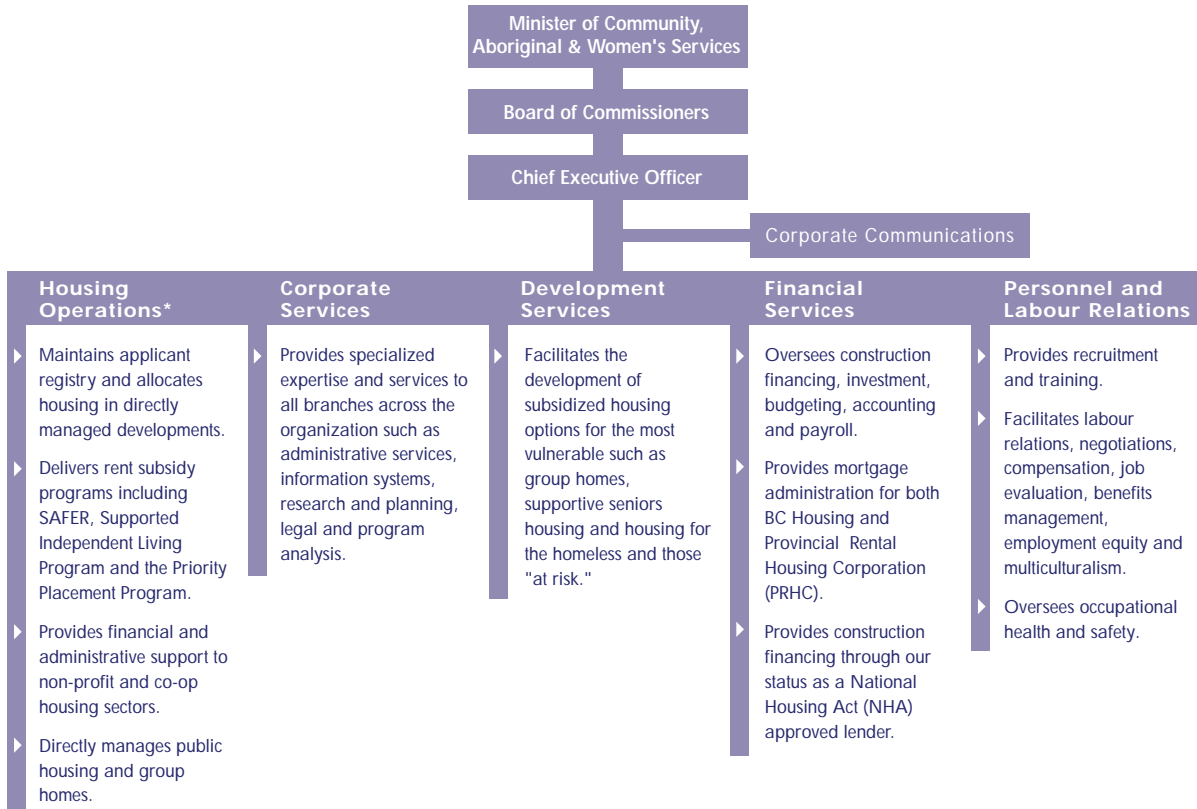 Minister of Community,
Aboriginal & Women's Services
Board of Commissioners
Chief Executive Officer
Corporate Communications
Housing
Operations*
Maintains applicant
registry and allocates
housing in directly
managed developments.
Delivers rent subsidy
programs including
SAFER, Supported
Independent Living
Program and the Priority
Placement Program.
Provides financial and
administrative support to
non-profit and co-op
housing sectors.
Directly manages public
housing and group
homes.
Corporate
Services
Provides specialized
expertise and services to
all branches across the
organization such as
administrative services,
information systems,
research and planning,
legal and program
analysis.
Development
Services
Facilitates the
development of
subsidized housing
options for the most
vulnerable such as
group homes,
supportive seniors
housing and housing for
the homeless and those
"at risk."
Financial
Services
Oversees construction
financing, investment,
budgeting, accounting
and payroll.
Provides mortgage
administration for both
BC Housing and
Provincial Rental
Housing Corporation
(PRHC).
Provides construction
financing through our
status as a National
Housing Act (NHA)
approved lender.
Personnel and
Labour Relations
Provides recruitment
and training.
Facilitates labour
relations, negotiations,
compensation, job
evaluation, benefits
management,
employment equity and
multiculturalism.
Oversees occupational
health and safety.